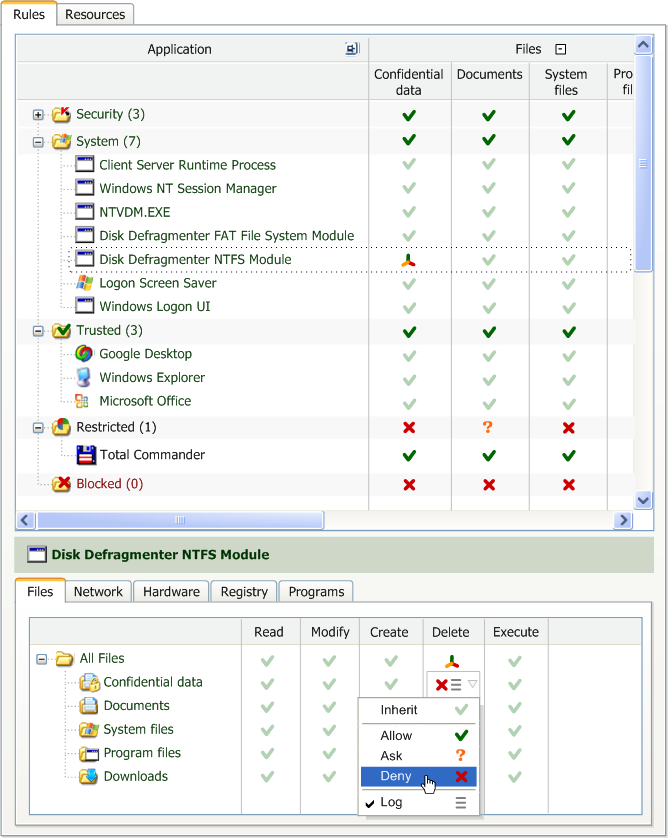 Rules Resources
Application Files
Confidential data Documents System files Pro fil
Security (3)
System (7)
Client Server Runtime Process
Windows NT Session Manager
NTVDM.EXE
Disk Defragmenter FAT File System Module
Disk Defragmenter NTFS Module
Logon Screen Saver
Windows Logon UI
Trusted (3)
Google Desktop
Windows Explorer
Microsoft Office
Restricted (1) ?
Total Commander
Blocked (0)
Disk Defragmenter NTFS Module
Files Network Hardware Registry Programs
Read Modify Create Delete Execute
All Files
Confidential data
Documents
System files
Program files
Downloads
Inherit
Allow
Ask ?
Deny
Log